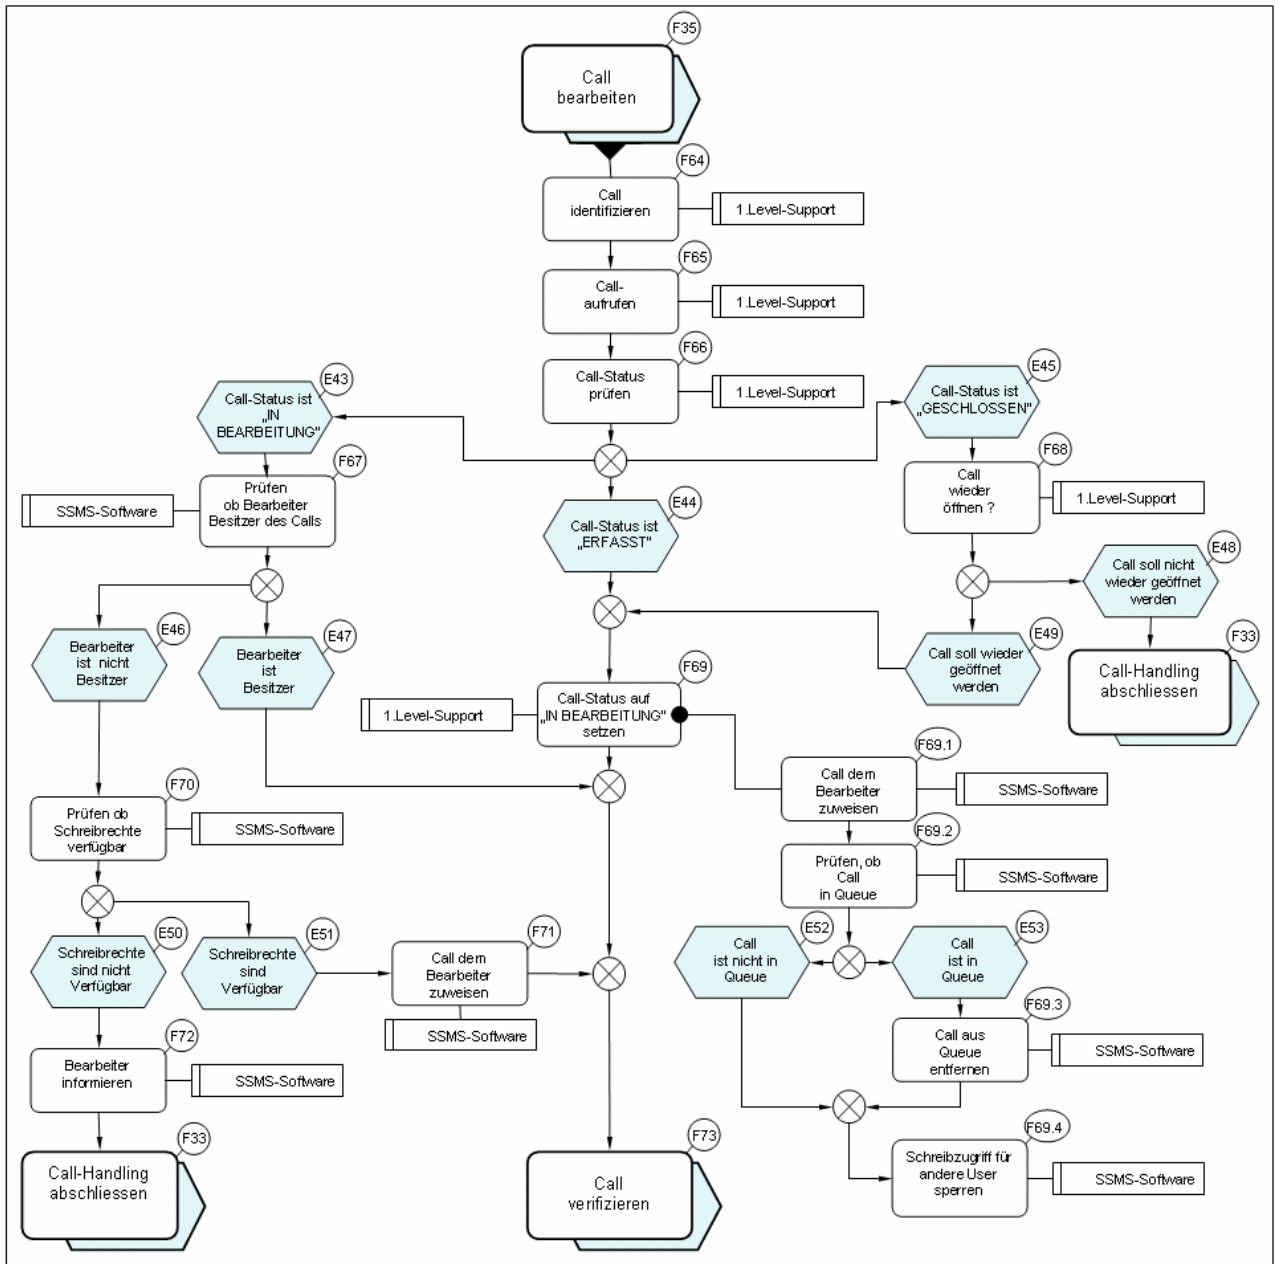 F35
Call
bearbeiten
F64
Call
identifizieren
1.Level-Support
F65
Call-
aufrufen
1.Level-Support
F66
Call-Status
prüfen
1.Level-Support
E43
Call-Status ist
„IN
BEARBEITUNG"
E45
Call-Status ist
„GESCHLOSSEN"
F67
Prüfen
ob Bearbeiter
Besitzer des Calls
SSMS-Software
E44
Call-Status ist
„ERFASST"
F68
Call
wieder
öffnen ?
1.Level-Support
E48
Call soll nicht
wieder geöffnet
werden
E46
Bearbeiter
ist nicht
Besitzer
E47
Bearbeiter
ist
Besitzer
E49
Call soll wieder
geöffnet
werden
F33
Call-Handling
abschliessen
F69
Call-Status auf
„IN BEARBEITUNG"
setzen
1.Level-Support
F69.1
Call dem
Bearbeiter
zuweisen
SSMS-Software
F70
Prüfen ob
Schreibrechte
verfügbar
SSMS-Software
F69.2
Prüfen, ob
Call
in Queue
SSMS-Software
E50
Schreibrechte
sind nicht
Verfügbar
E51
Schreibrechte
sind
Verfügbar
F71
Call dem
Bearbeiter
zuweisen
SSMS-Software
E52
Call
ist nicht in
Queue
E53
Call
ist in
Queue
F69.3
Call aus
Queue
entfernen
SSMS-Software
F72
Bearbeiter
informieren
SSMS-Software
F33
Call-Handling
abschliessen
F73
Call
verifizieren
F69.4
Schreibzugriff für
andere User
sperren
SSMS-Software